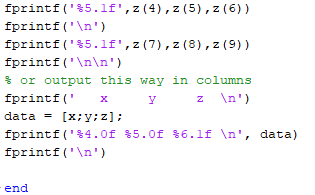 fprintf('%5.1f',z(4),z(5),z(6))
fprintf('\n')
fprintf('%5.1f',z(7),z(8),z(9))
fprintf('\n\n')
% or output this way in columns
fprintf('   x     y     z  \n')
data = [x;y;z];
fprintf('%4.0f %5.0f %6.1f \n', data)
fprintf('\n')
end